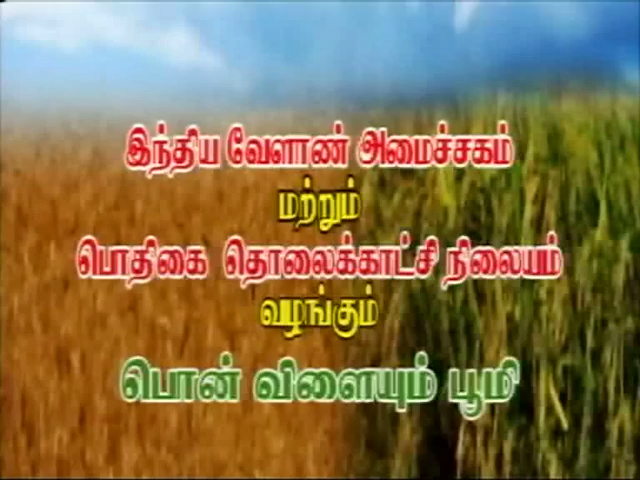 இந்திய வேளாண் அமைச்சகம்
மற்றும்
பொதிகை தொலைக்காட்சி நிலையம்
வழங்கும்
பொன் விளையும் பூமி